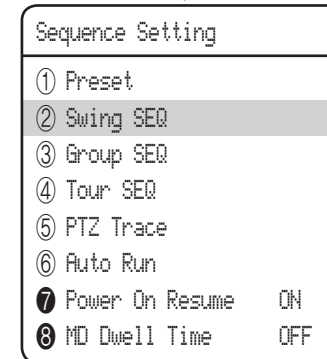 Sequence Setting
① Preset
② Swing SEQ
③ Group SEQ
④ Tour SEQ
⑤ PTZ Trace
⑥ Auto Run
❼ Power On Resume ON
❽ MD Dwell Time OFF